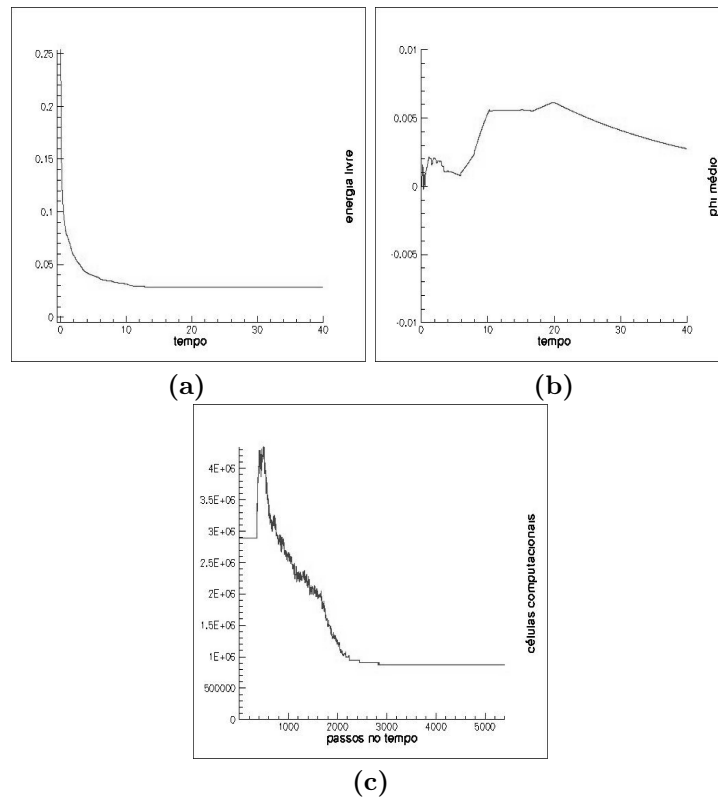 0.25
0.2
0.15
0.1
0.05
0
0 10 20 30 40
tempo
energia livre
(a)
0.01
0.005
0
-0.005
-0.01
0 10 20 30 40
tempo
phi médio
(b)
4E+06
3.5E+06
3E+06
2.5E+06
2E+06
1.5E+06
1E+06
500000
0
1000 2000 3000 4000 5000
passos no tempo
células computacionais
(c)